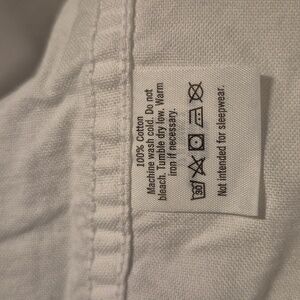 100% Cotton
Machine wash cold. Do not
bleach. Tumble dry low. Warm
iron if necessary.
30
Not intended for sleepwear.